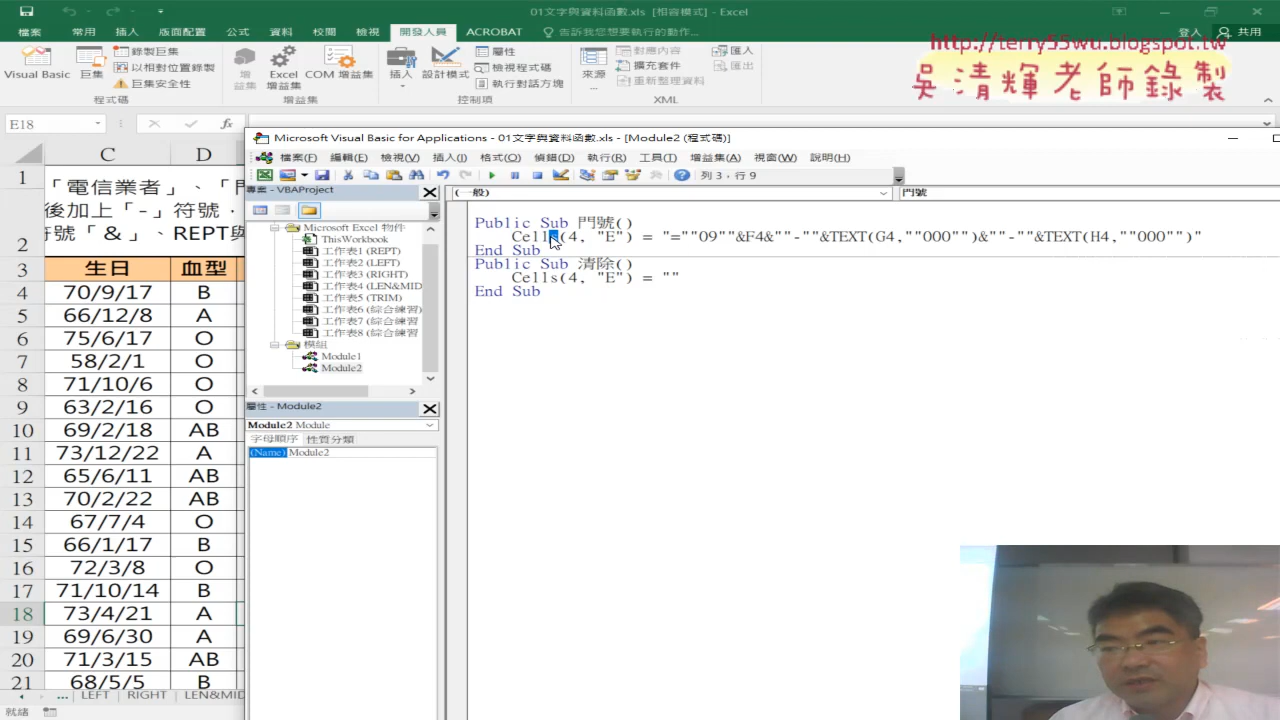 01文字與資料函數.xls [相容模式] - Excel
檔案 常用 插入 版面配置 公式 資料 校閱 檢視 開發人員 ACROBAT 告訴我您想要執行的動作... 登入 共用
http://terry55wu.blogspot.tw
吳清輝老師錄製
Visual Basic 巨集 錄製巨集 以相對位置錄製 巨集安全性 程式碼
增益集 Excel 增益集 COM 增益集 增益集
插入 設計模式 屬性 檢視程式碼 執行對話方塊 控制項
來源 對應內容 擴充套件 重新整理資料 匯入 匯出 XML
E18 fx
C D
1 「電信業者」、「
2 後加上「-」符號
符號「&」、REPT與
3 生日 血型
4 70/9/17 B
5 66/12/8 A
6 75/6/17 O
7 58/2/1 O
8 71/10/6 O
9 63/2/16 O
10 69/2/18 AB
11 73/12/22 A
12 65/6/11 AB
13 70/2/22 AB
14 67/7/4 O
15 66/1/17 B
16 72/3/8 O
17 71/10/14 B
18 73/4/21 A
19 69/6/30 A
20 71/3/15 AB
21 68/5/5 B
... LEFT RIGHT LEN&MID
就緒
Microsoft Visual Basic for Applications - 01文字與資料函數.xls - [Module2 (程式碼)]
檔案(F) 編輯(E) 檢視(V) 插入(I) 格式(O) 偵錯(D) 執行(R) 工具(T) 增益集(A) 視窗(W) 說明(H)
列 3，行 9
專案 - VBAProject
Microsoft Excel 物件
ThisWorkbook
工作表1 (REPT)
工作表2 (LEFT)
工作表3 (RIGHT)
工作表4 (LEN&MID
工作表5 (TRIM)
工作表6 (綜合練習)
工作表7 (綜合練習
工作表8 (綜合練習
模組
Module1
Module2
屬性 - Module2
Module2 Module
字母順序 性質分類
(Name) Module2
(一般) 門號
Public Sub 門號()
Cells(4, "E") = "=""09""&F4&""-""&TEXT(G4,""000"")&""-""&TEXT(H4,""000"")"
End Sub
Public Sub 清除()
Cells(4, "E") = ""
End Sub